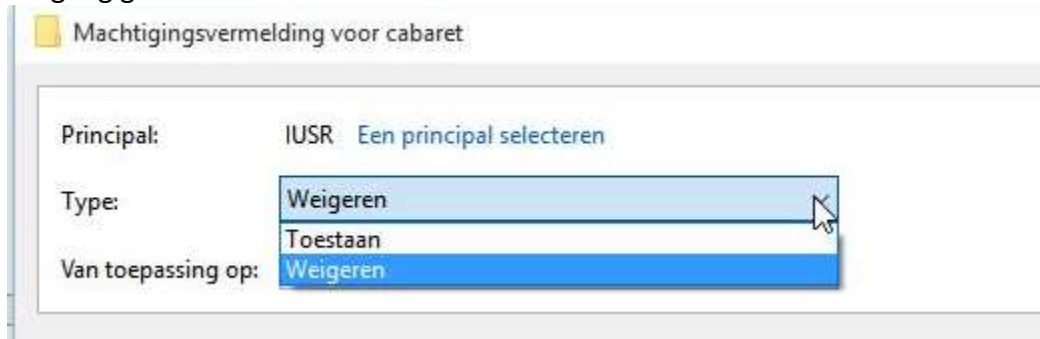 Machtigingsvermelding voor cabaret
Principal: IUSR Een principal selecteren
Type: Weigeren
Toestaan
Van toepassing op: Weigeren